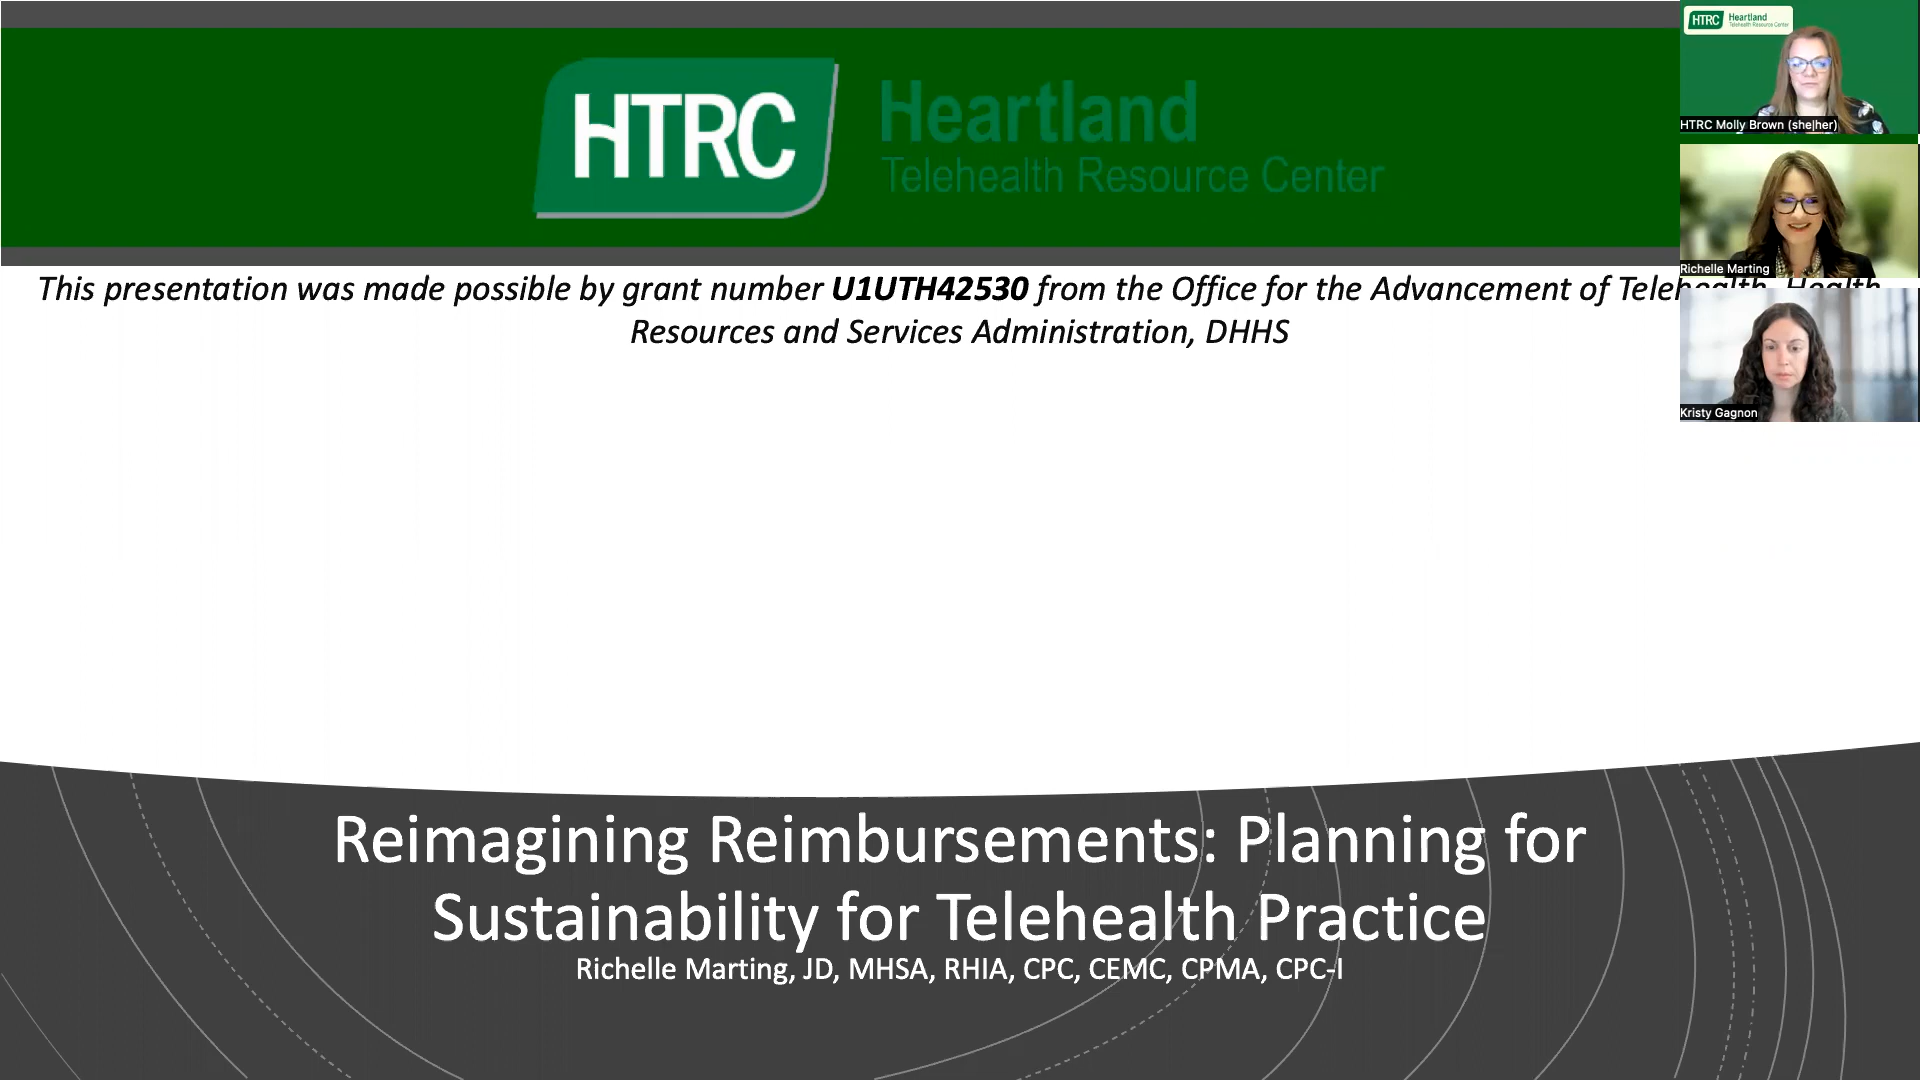 HTRC
Heartland
Telehealth Resource Center
HTRC Heartland
Telehealth Resource Center
HTRC Molly Brown (she|her)
Richelle Marting
Kristy Gagnon
This presentation was made possible by grant number U1UTH42530 from the Office for the Advancement of Telehealth, Health
Resources and Services Administration, DHHS
Reimagining Reimbursements: Planning for
Sustainability for Telehealth Practice
Richelle Marting, JD, MHSA, RHIA, CPC, CEMC, CPMA, CPC-I